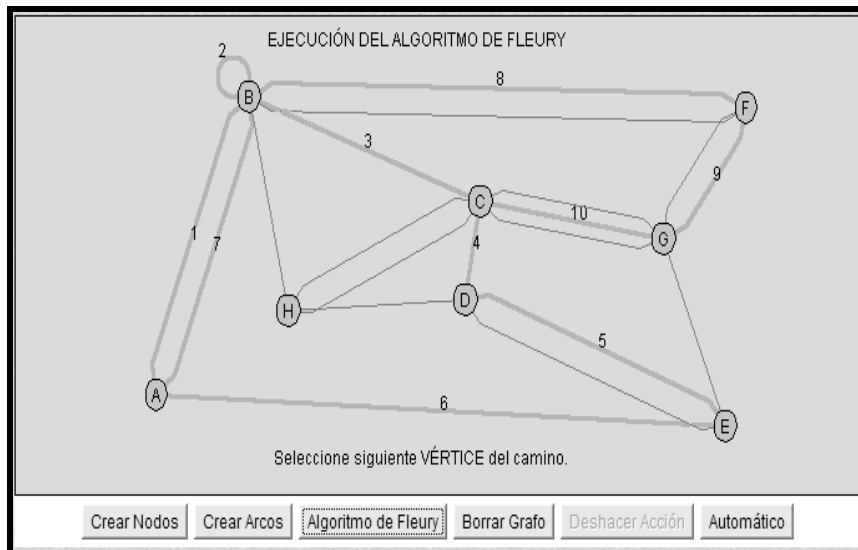 EJECUCIÓN DEL ALGORITMO DE FLEURY
2
B
8
F
3
9
C
10
1
7
4
G
H
D
5
A
6
E
Seleccione siguiente VÉRTICE del camino.
Crear Nodos
Crear Arcos
Algoritmo de Fleury
Borrar Grafo
Deshacer Acción
Automático